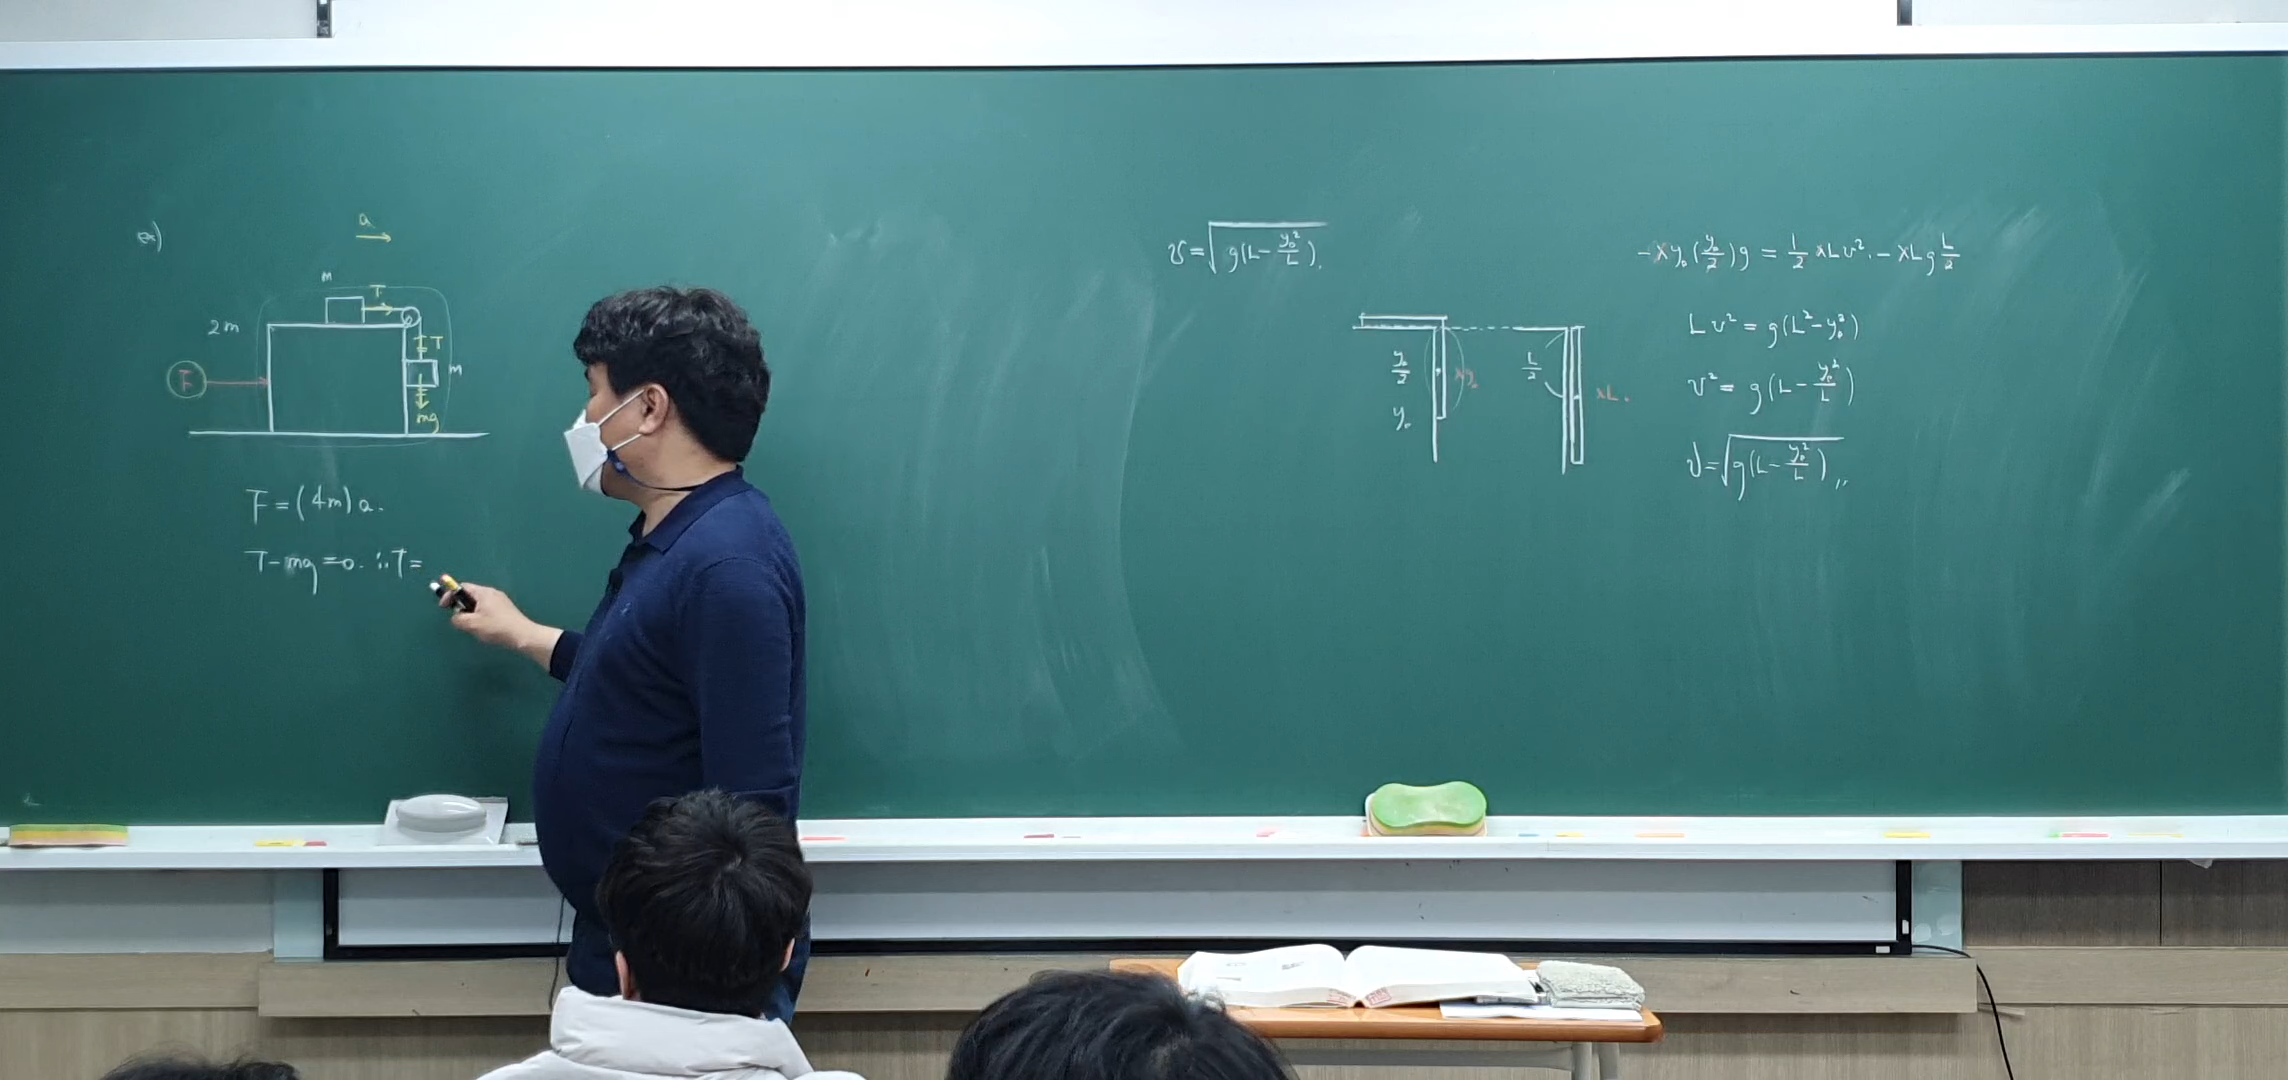 ex)
a
m
T
2m
T
m
F
mg
F = (4m)a.
T - mg = 0. ∴ T =
v = √g(L - y₀²/L).
y₀/2
λy₀
y₀
L/2
λL.
-λy₀(y₀/2)g = 1/2 λLv² - λLg L/2
Lv² = g(L² - y₀²)
v² = g(L - y₀²/L)
v = √g(L - y₀²/L) ,,